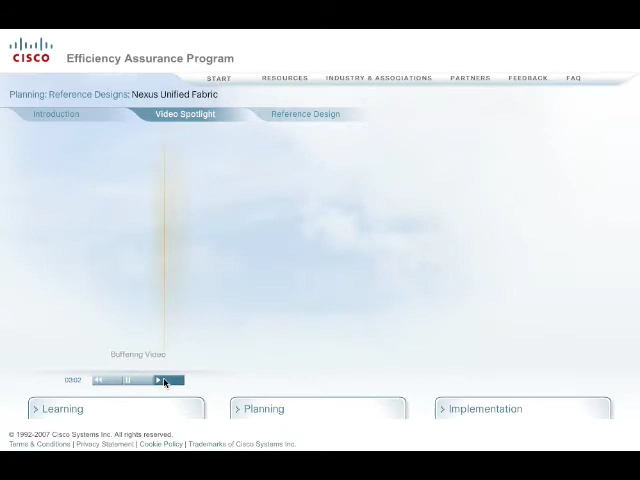 CISCO
Efficiency Assurance Program
START RESOURCES INDUSTRY & ASSOCIATIONS PARTNERS FEEDBACK FAQ
Planning: Reference Designs: Nexus Unified Fabric
Introduction Video Spotlight Reference Design
Buffering Video
03:02
> Learning > Planning > Implementation
© 1992-2007 Cisco Systems Inc. All rights reserved.
Terms & Conditions | Privacy Statement | Cookie Policy | Trademarks of Cisco Systems Inc.